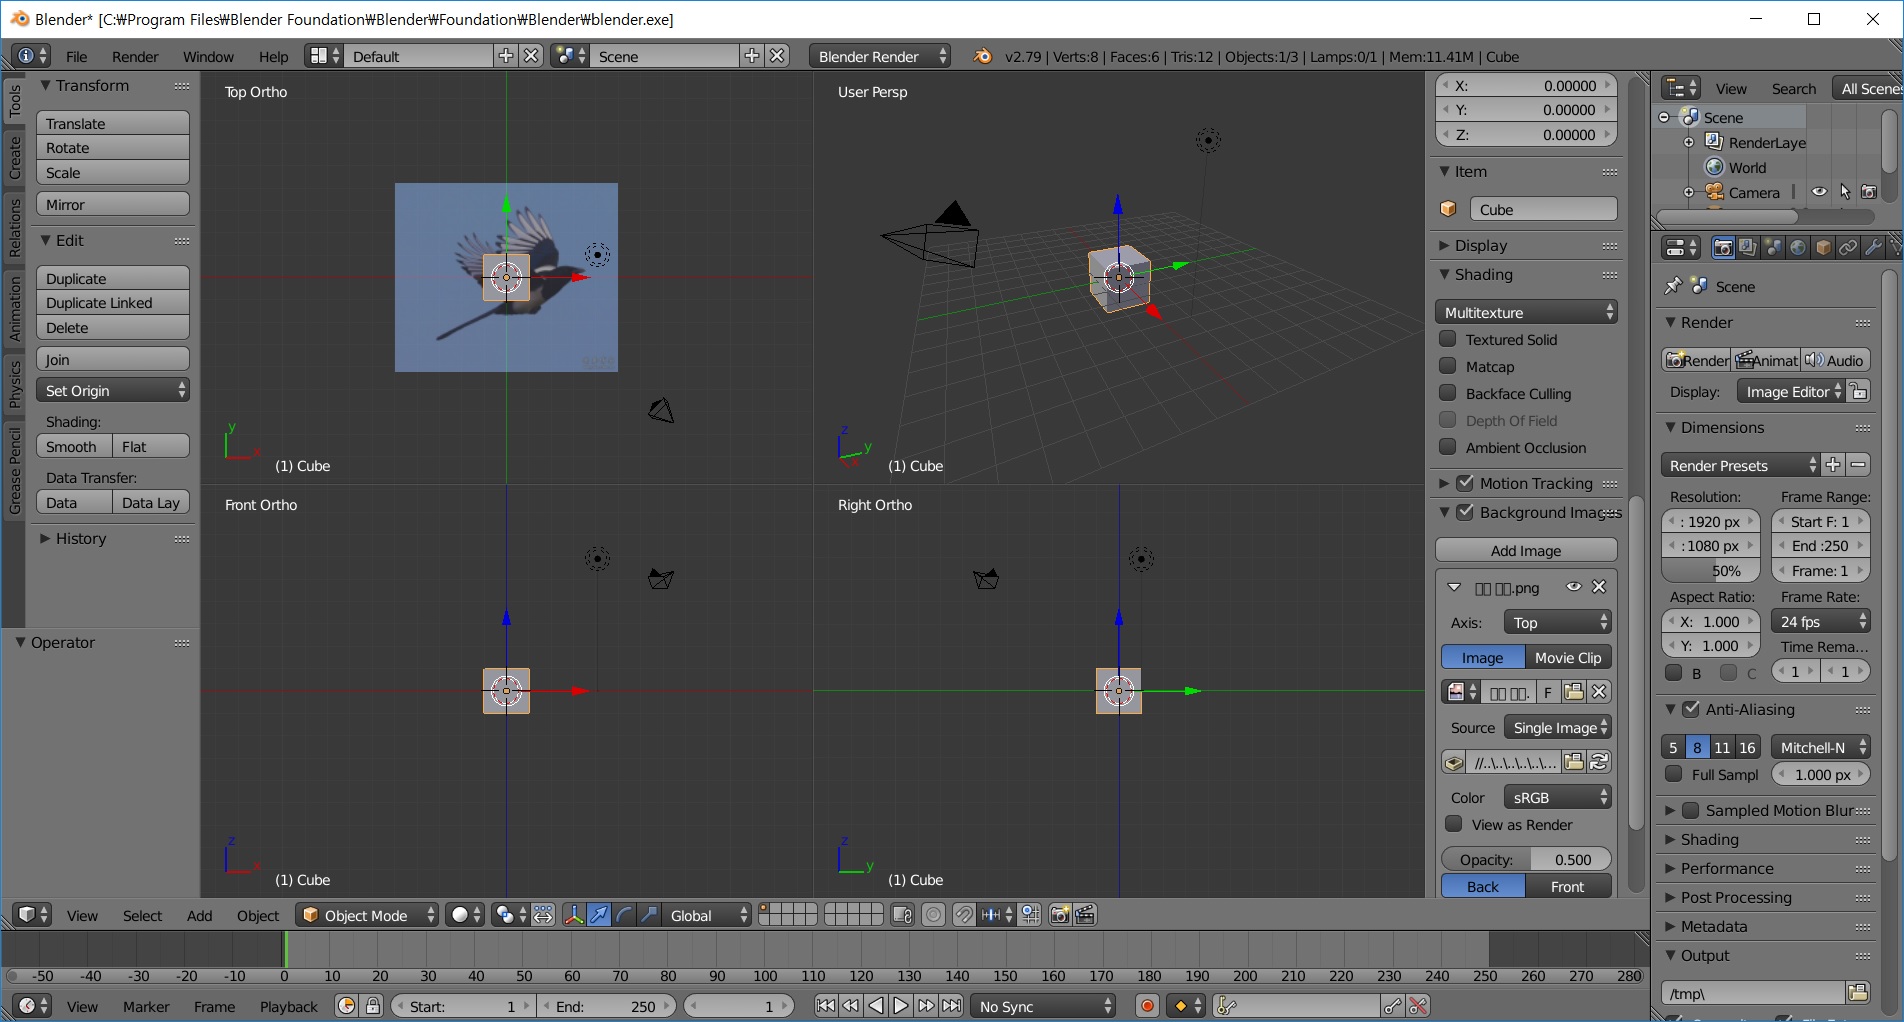 Blender* [C:₩Program Files₩Blender Foundation₩Blender₩Foundation₩Blender₩blender.exe]
File Render Window Help Default Scene Blender Render v2.79 | Verts:8 | Faces:6 | Tris:12 | Objects:1/3 | Lamps:0/1 | Mem:11.41M | Cube
Tools
Create
Relations
Animation
Physics
Grease Pencil
Transform
Translate
Rotate
Scale
Mirror
Edit
Duplicate
Duplicate Linked
Delete
Join
Set Origin
Shading:
Smooth Flat
Data Transfer:
Data Data Lay
History
Operator
Top Ortho
y
x
(1) Cube
User Persp
z
y
x
(1) Cube
Front Ortho
z
x
(1) Cube
Right Ortho
z
y
(1) Cube
X: 0.00000
Y: 0.00000
Z: 0.00000
Item
Cube
Display
Shading
Multitexture
Textured Solid
Matcap
Backface Culling
Depth Of Field
Ambient Occlusion
Motion Tracking
Background Images
Add Image
.png
Axis: Top
Image Movie Clip
F
Source Single Image
//..\..\..\..\..\...
Color sRGB
View as Render
Opacity: 0.500
Back Front
View Search All Scenes
Scene
RenderLaye
World
Camera
Scene
Render
Render Animat Audio
Display: Image Editor
Dimensions
Render Presets
Resolution: Frame Range:
: 1920 px Start F: 1
:1080 px End :250
50% Frame: 1
Aspect Ratio: Frame Rate:
X: 1.000 24 fps
Y: 1.000 Time Rema...
B C 1 1
Anti-Aliasing
5 8 11 16 Mitchell-N
Full Sampl 1.000 px
Sampled Motion Blur
Shading
Performance
Post Processing
Metadata
Output
/tmp\
View Select Add Object Object Mode Global
-50 -40 -30 -20 -10 0 10 20 30 40 50 60 70 80 90 100 110 120 130 140 150 160 170 180 190 200 210 220 230 240 250 260 270 280
View Marker Frame Playback Start: 1 End: 250 1 No Sync